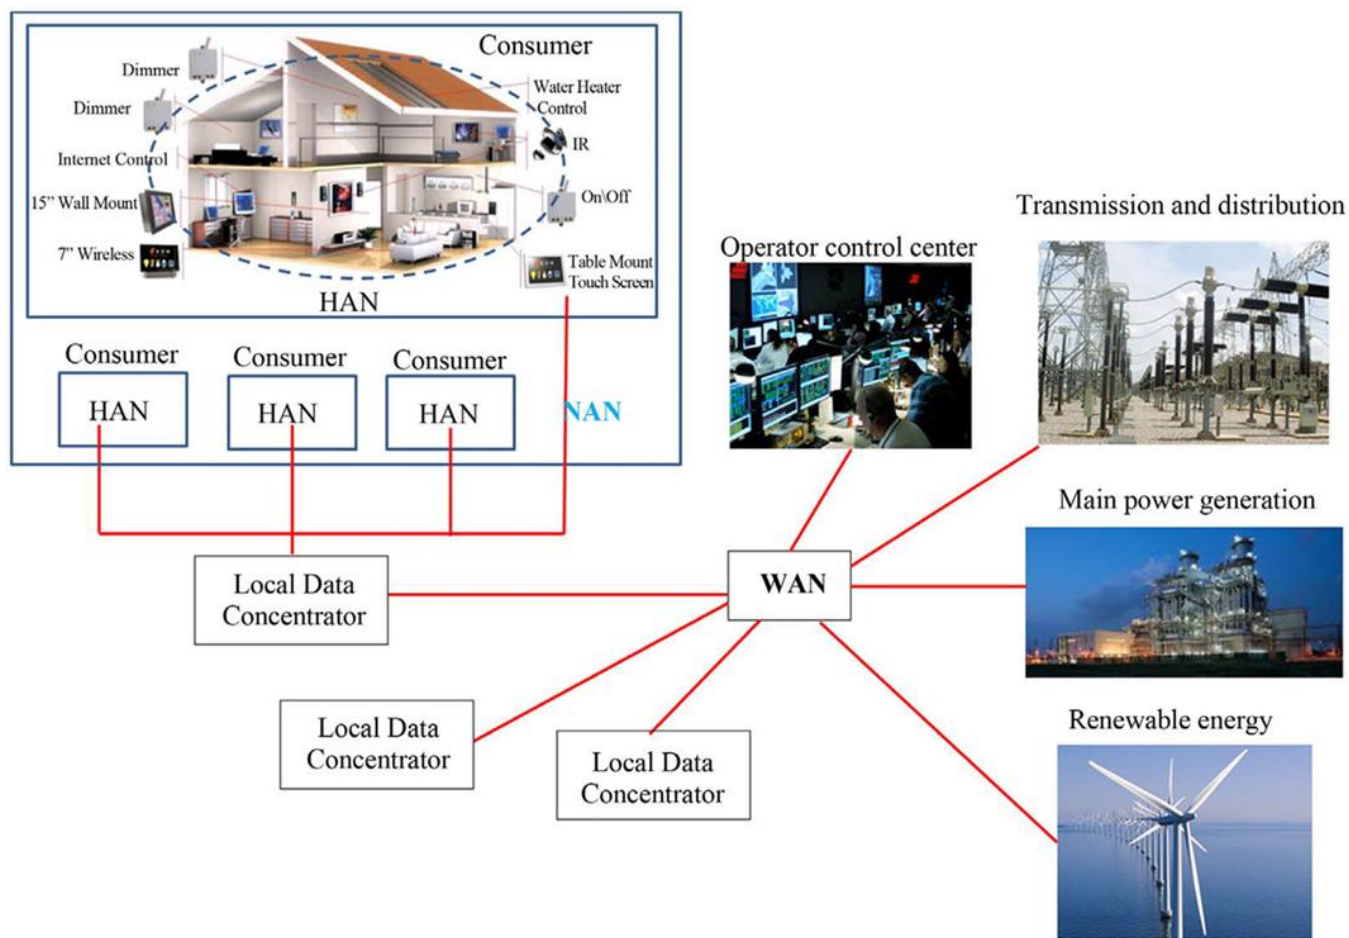 Consumer
Dimmer
Dimmer
Internet Control
15” Wall Mount
7” Wireless
Water Heater
Control
IR
On\Off
Table Mount
Touch Screen
HAN
Consumer
HAN
Consumer
HAN
Consumer
HAN
NAN
Local Data
Concentrator
Local Data
Concentrator
Local Data
Concentrator
WAN
Operator control center
Transmission and distribution
Main power generation
Renewable energy